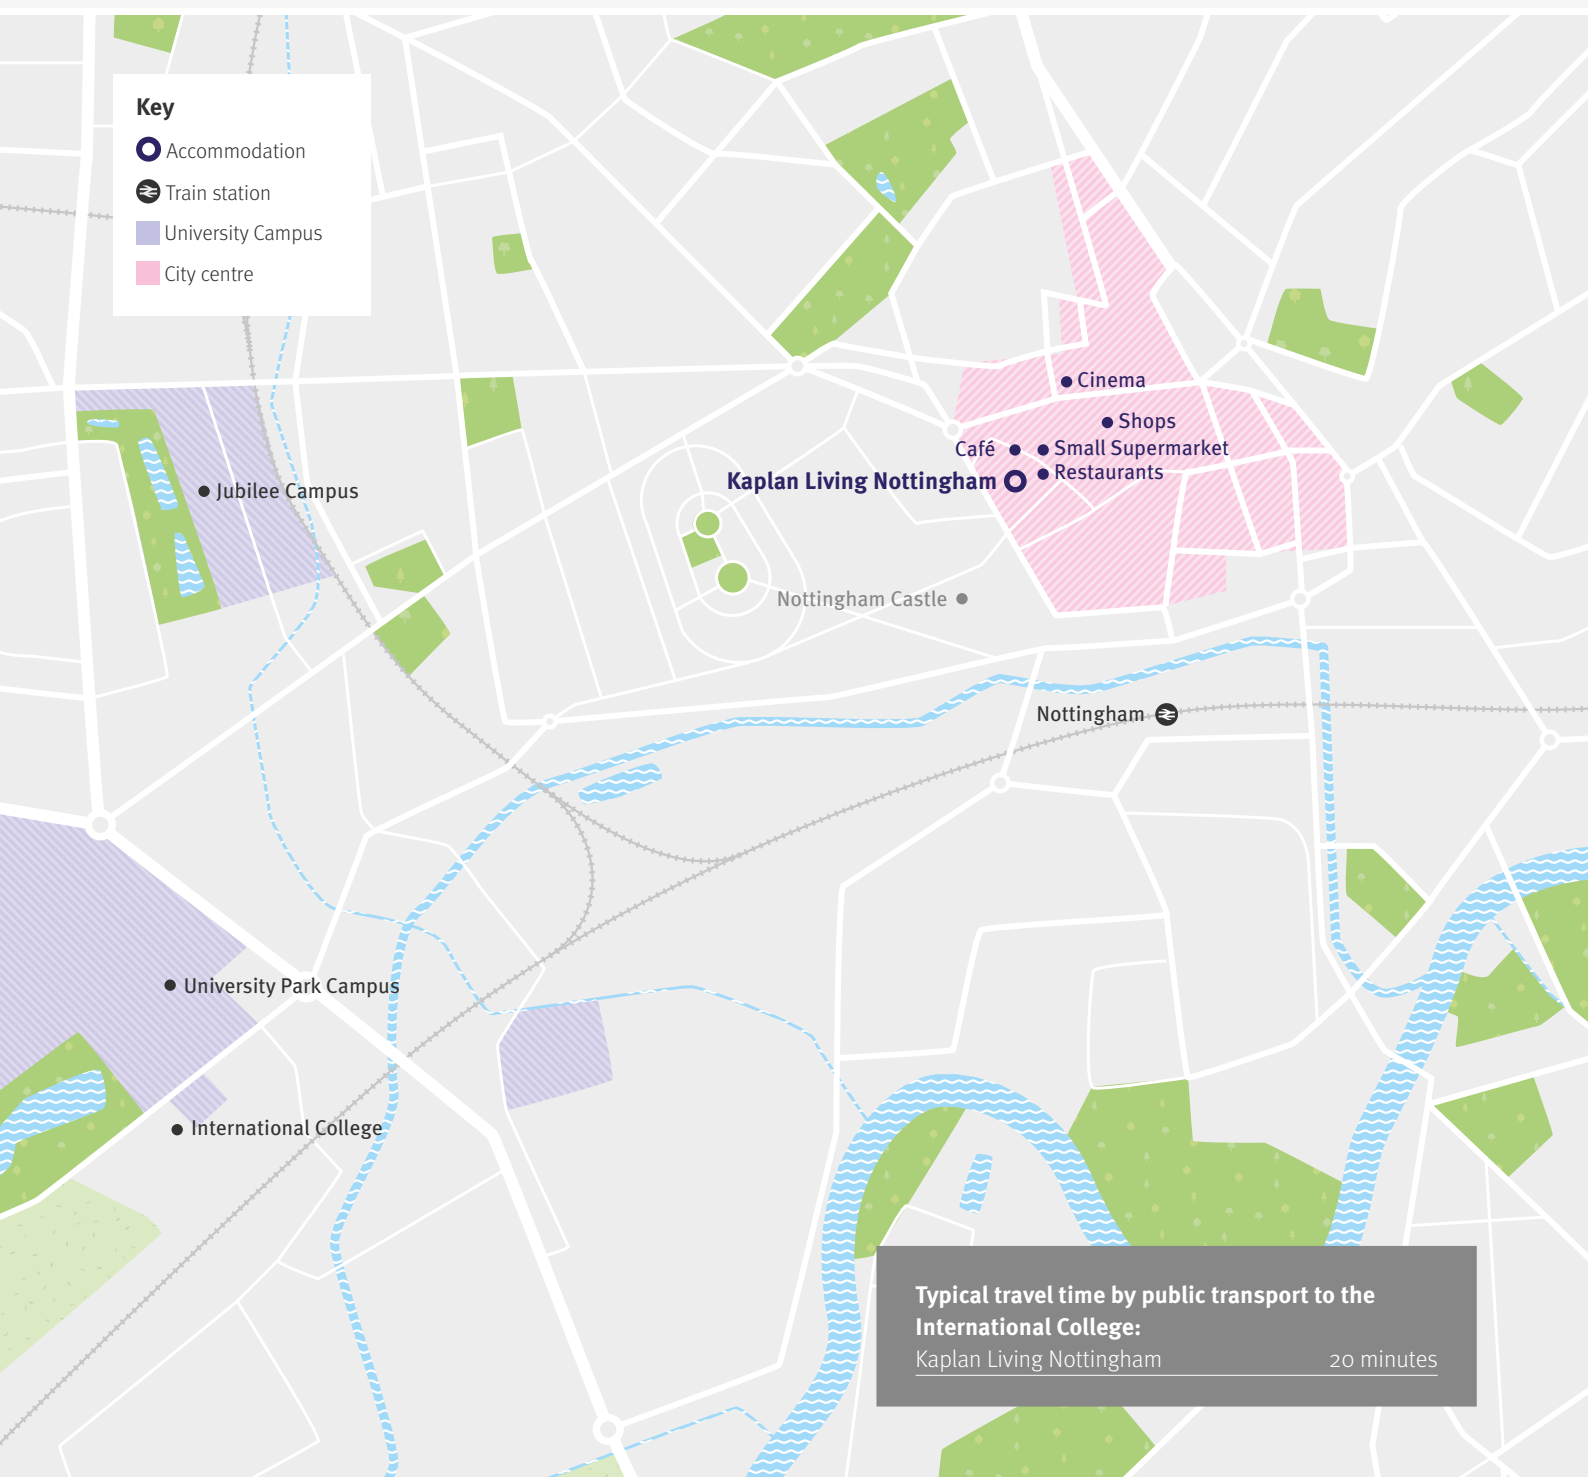 Key
Accommodation
Train station
University Campus
City centre
Cinema
Shops
Café
Small Supermarket
Kaplan Living Nottingham
Restaurants
Jubilee Campus
Nottingham Castle
Nottingham
University Park Campus
International College
Typical travel time by public transport to the
International College:
Kaplan Living Nottingham 20 minutes